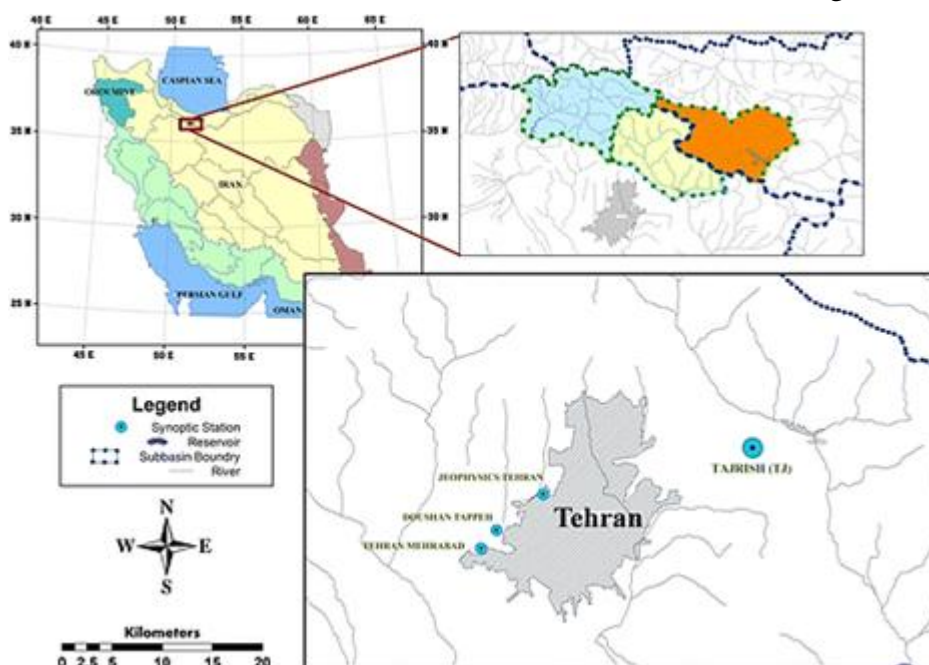 40 E 45 E 50 E 55 E 60 E
40 N
40 N
CASPIAN SEA
OROUMIYE
35 N
35 N
IRAN
30 N
30 N
PERSIAN GULF
OMAN
25 N
45 E 50 E 55 E
Legend
Synoptic Station
Reservoir
Subbasin Boundry
River
N
W E
S
Kilometers
0 2.5 5 10 15 20
TAJRISH (TJ)
JEOPHYSICS TEHRAN
DOUSHAN TAPPEH
Tehran
TEHRAN MEHRABAD